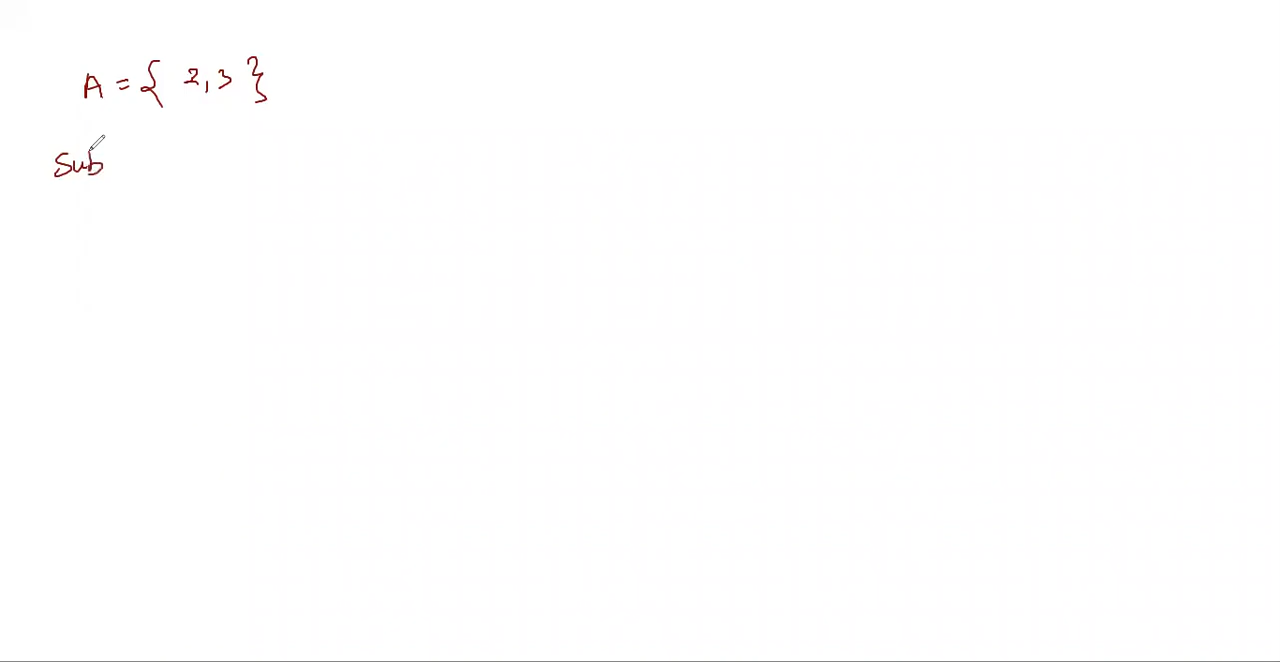 A = { 2, 3 }
Sub